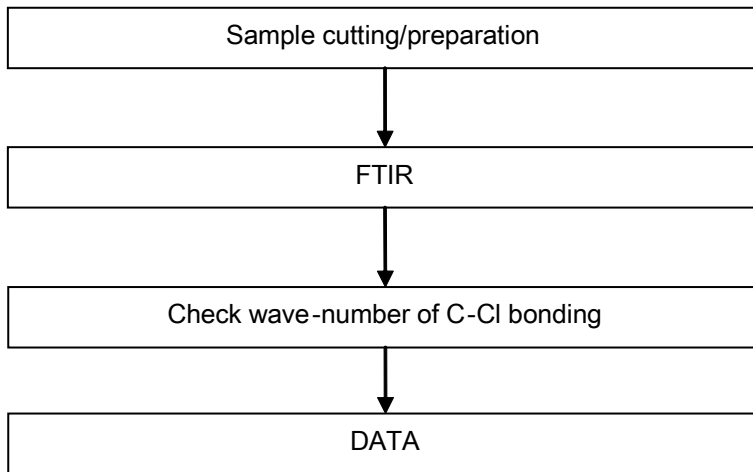 Sample cutting/preparation
FTIR
Check wave-number of C-Cl bonding
DATA